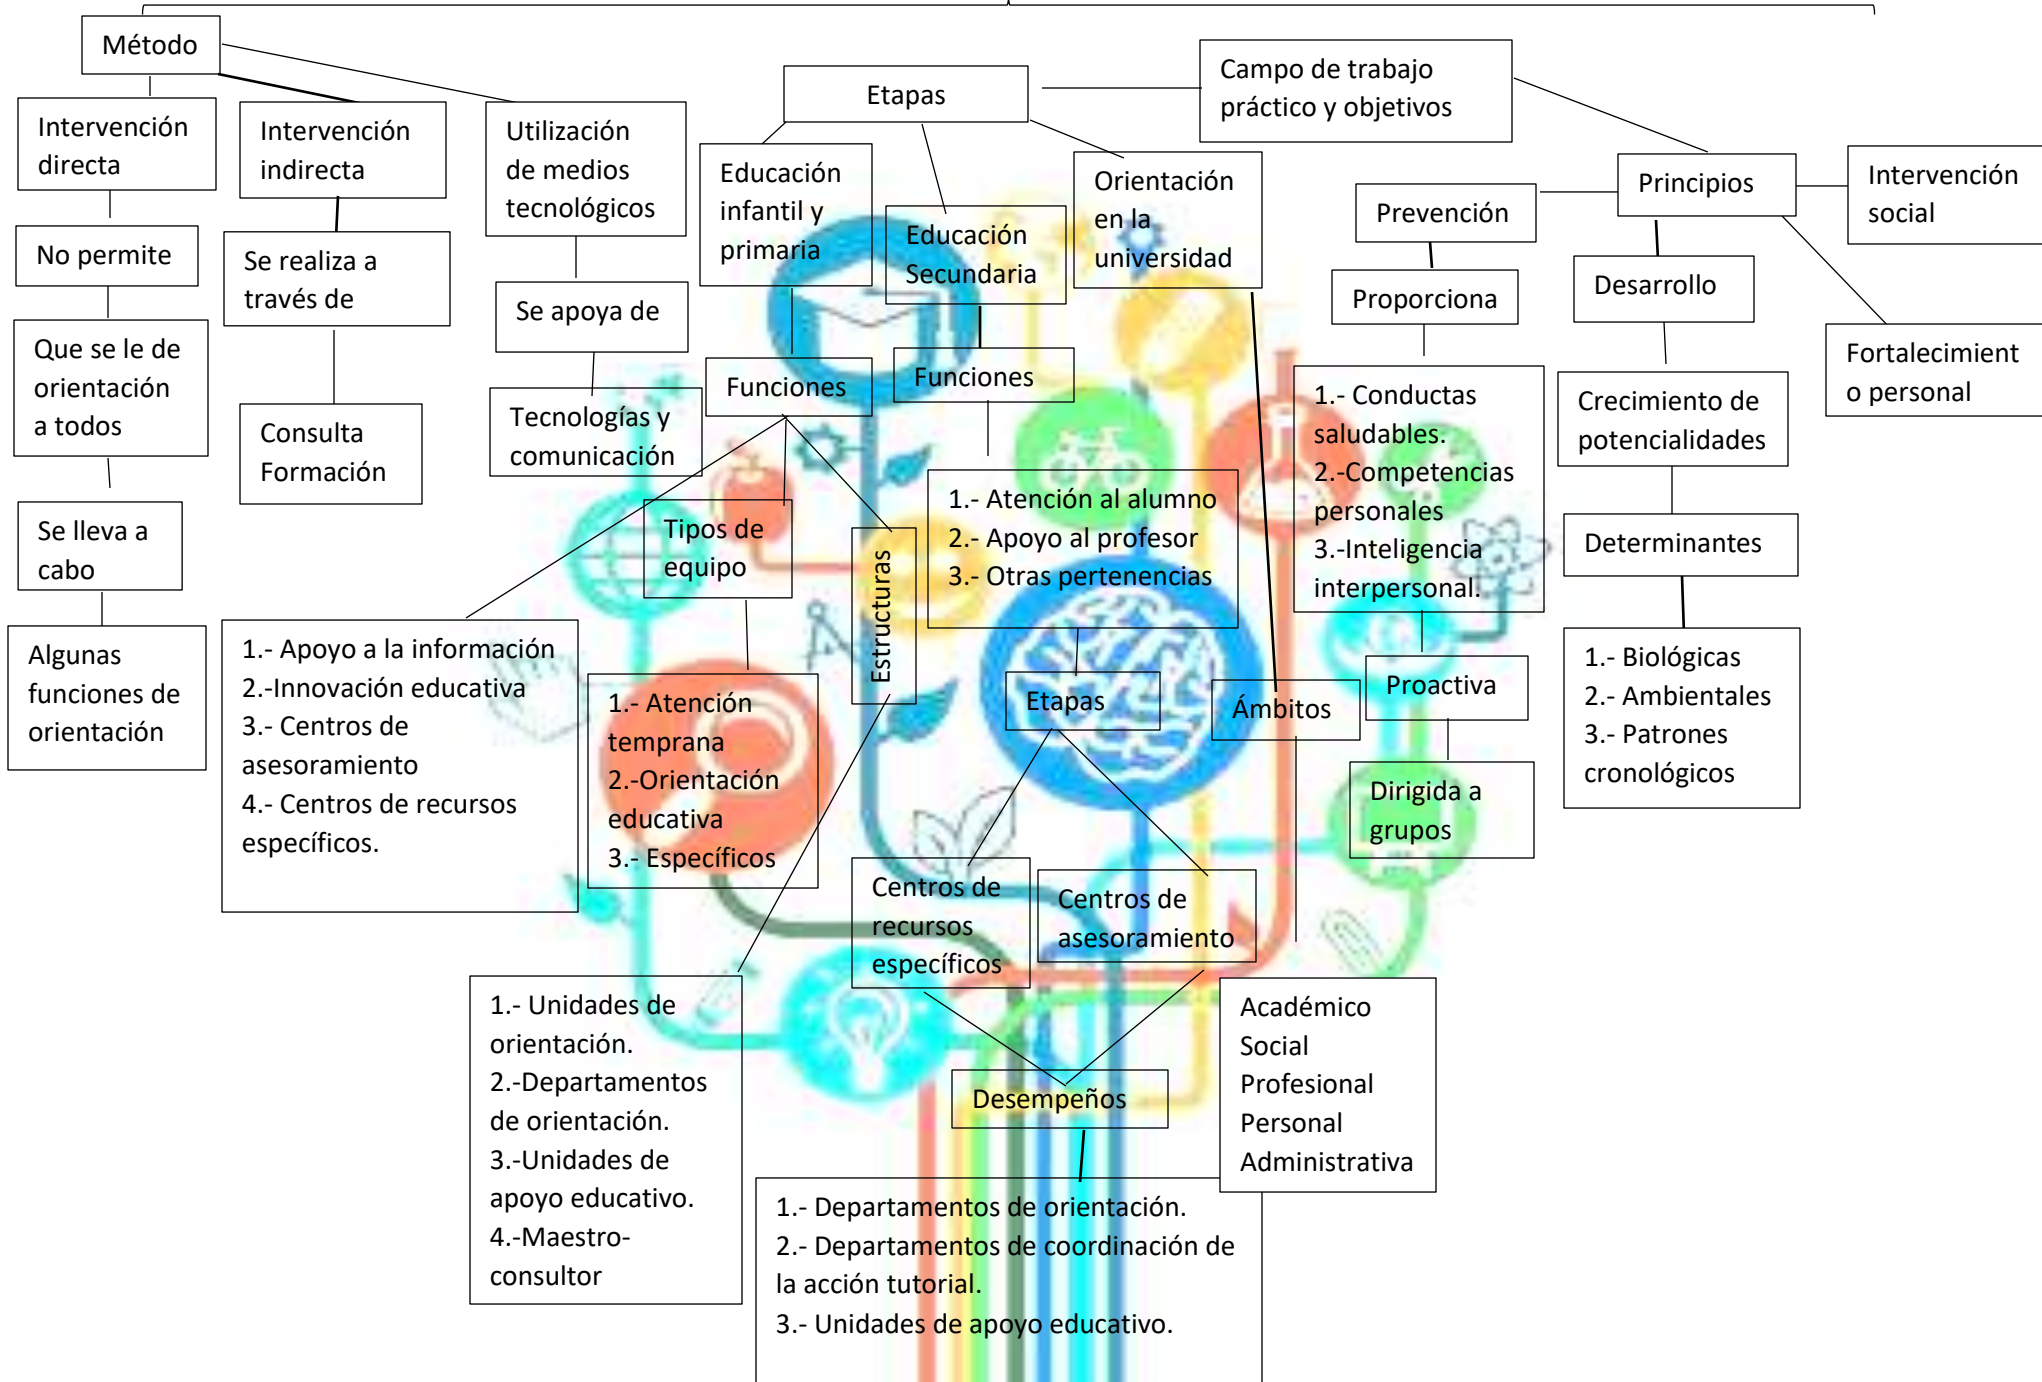 Método
Intervención
directa
No permite
Que se le de
orientación
a todos
Se lleva a
cabo
Algunas
funciones de
orientación
Intervención
indirecta
Se realiza a
través de
Consulta
Formación
Utilización
de medios
tecnológicos
Se apoya de
Tecnologías y
comunicación
Etapas
Educación
infantil y
primaria
Funciones
1.- Apoyo a la información
2.-Innovación educativa
3.- Centros de
asesoramiento
4.- Centros de recursos
específicos.
Tipos de
equipo
1.- Atención
temprana
2.-Orientación
educativa
3.- Específicos
Estructuras
1.- Unidades de
orientación.
2.-Departamentos
de orientación.
3.-Unidades de
apoyo educativo.
4.-Maestro-
consultor
Educación
Secundaria
Funciones
1.- Atención al alumno
2.- Apoyo al profesor
3.- Otras pertenencias
Etapas
Centros de
recursos
específicos
Centros de
asesoramiento
Desempeños
1.- Departamentos de orientación.
2.- Departamentos de coordinación de
la acción tutorial.
3.- Unidades de apoyo educativo.
Orientación
en la
universidad
Ámbitos
Académico
Social
Profesional
Personal
Administrativa
Campo de trabajo
práctico y objetivos
Principios
Prevención
Proporciona
1.- Conductas
saludables.
2.-Competencias
personales
3.-Inteligencia
interpersonal.
Proactiva
Dirigida a
grupos
Desarrollo
Crecimiento de
potencialidades
Determinantes
1.- Biológicas
2.- Ambientales
3.- Patrones
cronológicos
Intervención
social
Fortalecimient
o personal